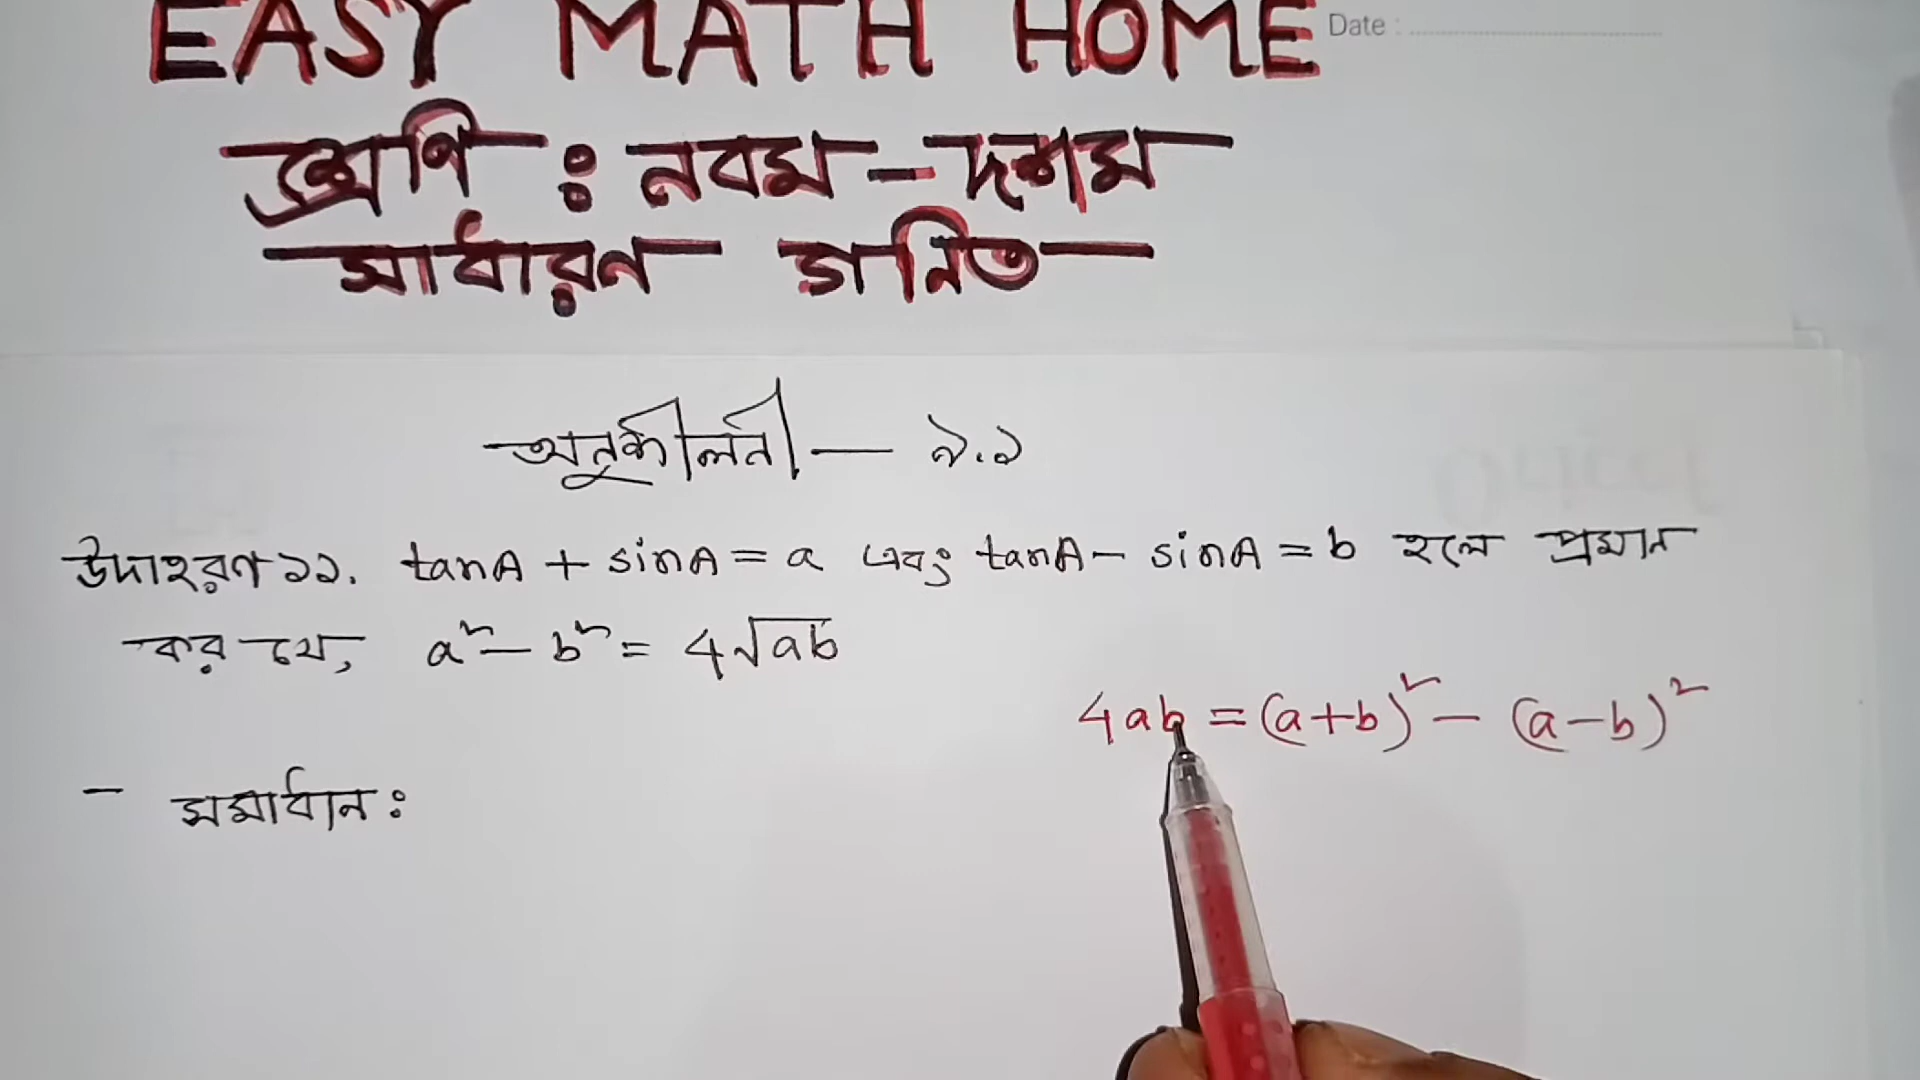 EASY MATH HOME
Date :
শ্রেণি : নবম - দশম
সাধারন গনিত
অনুশীলনী — ৯.১
উদাহরণ ১১. tanA + sinA = a এবং tanA - sinA = b হলে প্রমান
কর যে, a² - b² = 4√ab
4ab = (a+b)² - (a-b)²
- সমাধান :